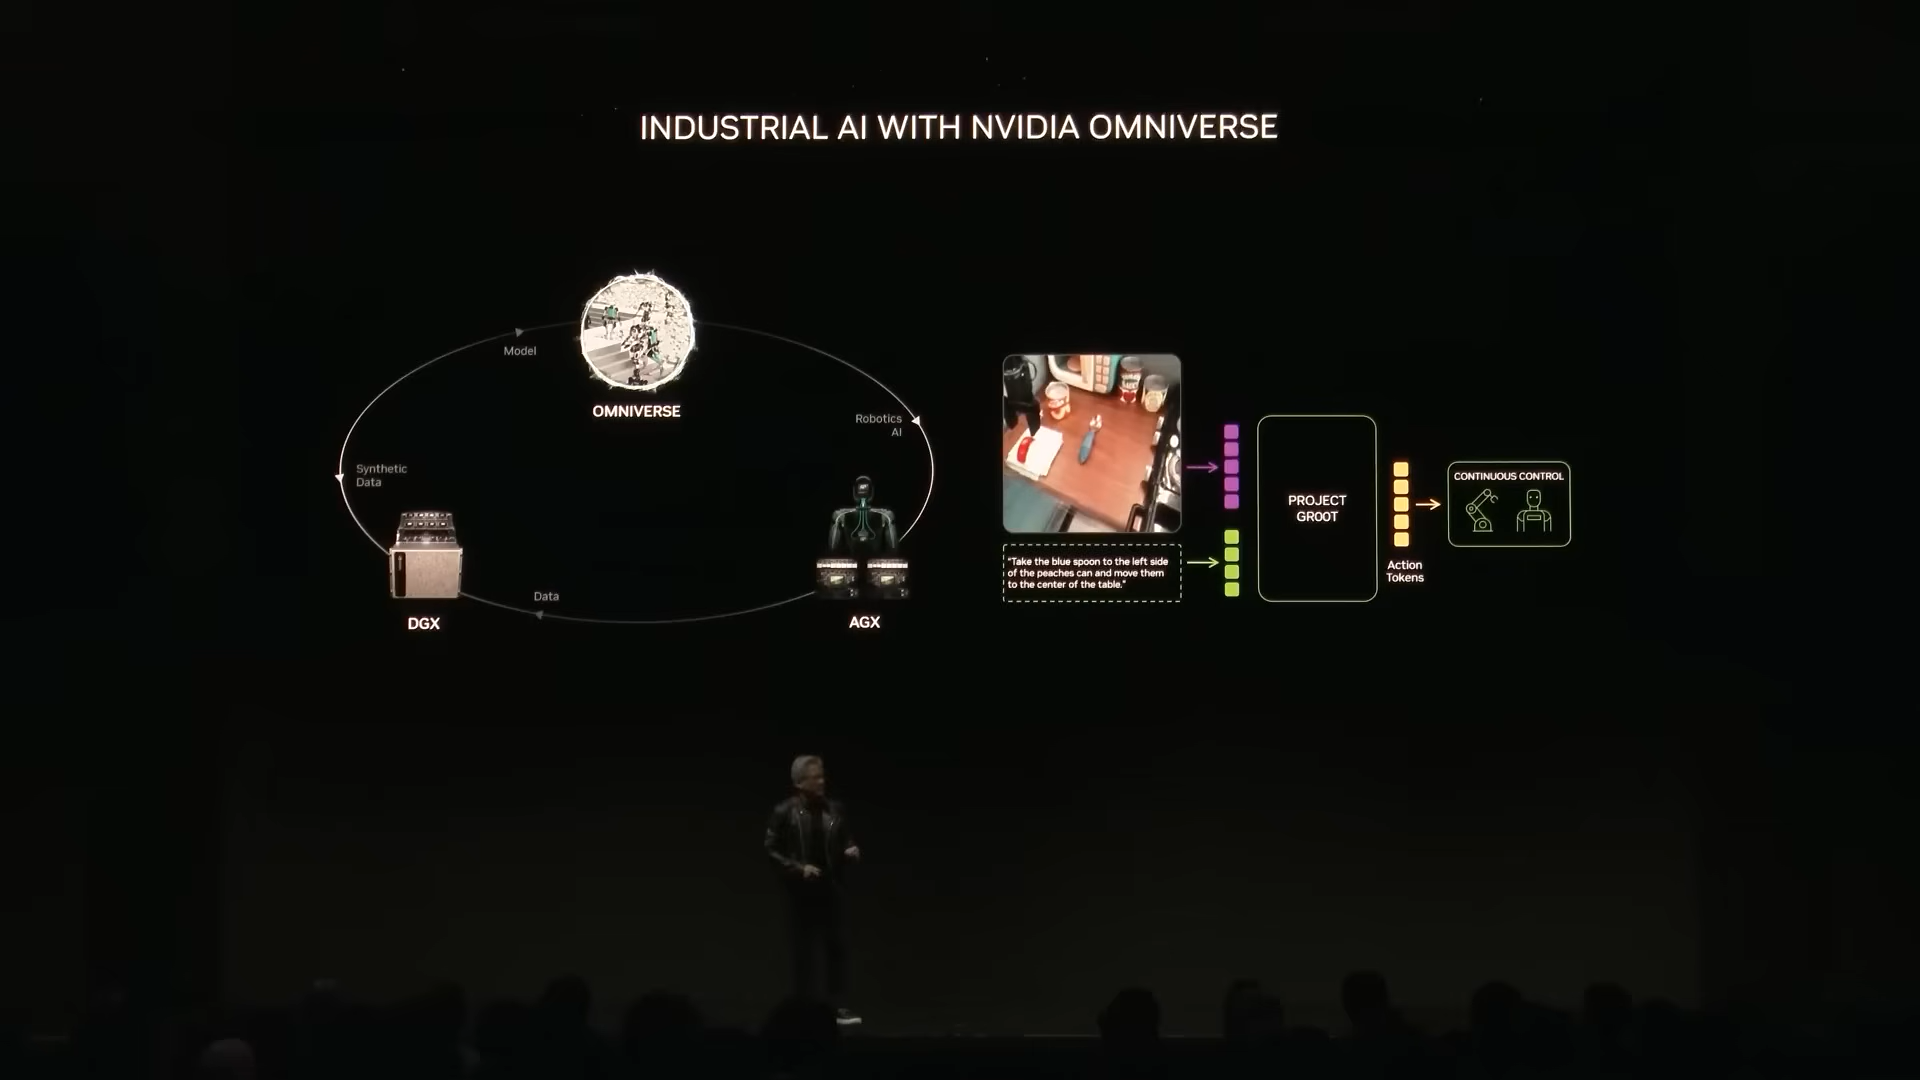 INDUSTRIAL AI WITH NVIDIA OMNIVERSE
Model
OMNIVERSE
Robotics
AI
Synthetic
Data
DGX
Data
AGX
"Take the blue spoon to the left side
of the peaches can and move them
to the center of the table."
PROJECT
GR00T
Action
Tokens
CONTINUOUS CONTROL